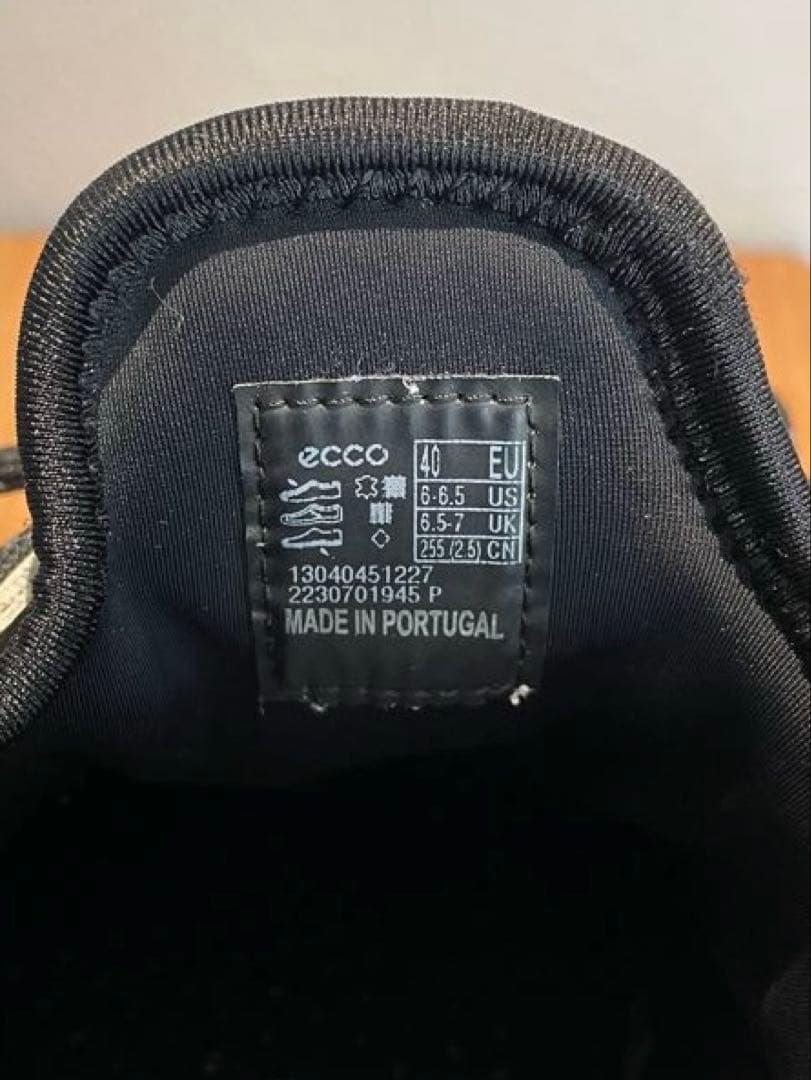 ecco
40 EU
6-6.5 US
6.5-7 UK
255 (2.5) CN
13040451227
2230701945 P
MADE IN PORTUGAL